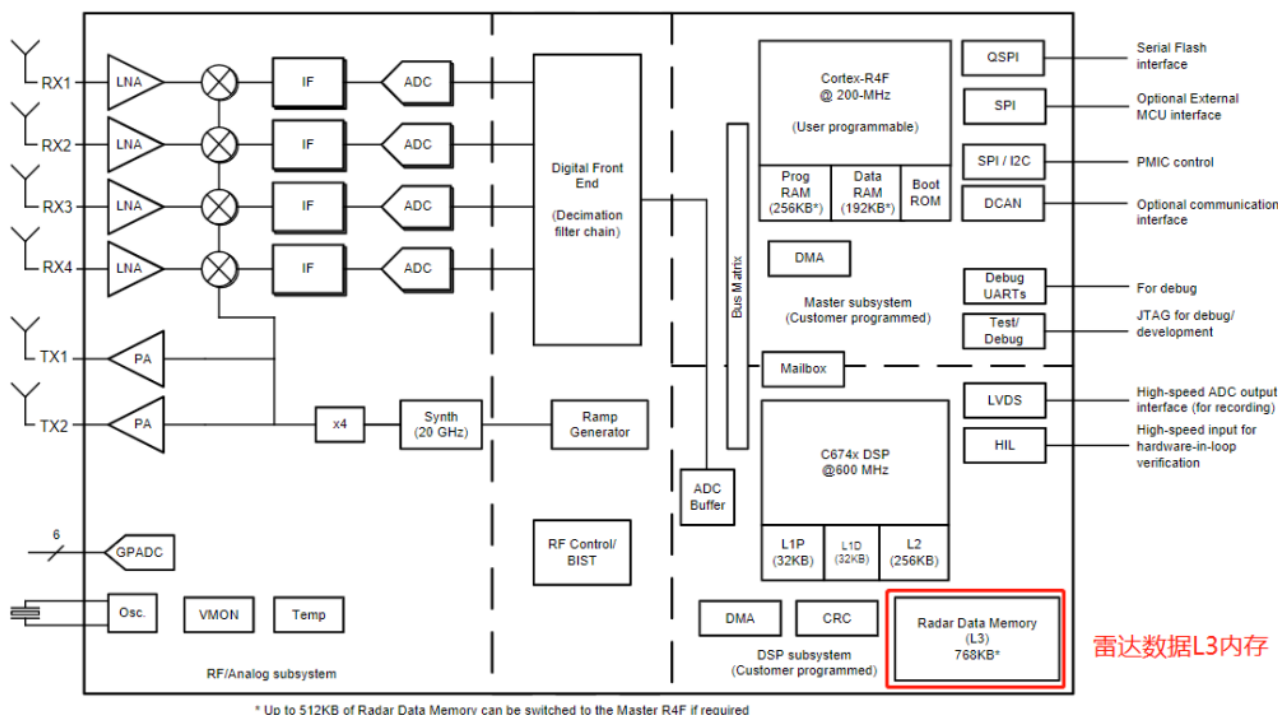 RX1
LNA
IF
ADC
RX2
LNA
IF
ADC
RX3
LNA
IF
ADC
RX4
LNA
IF
ADC
TX1
PA
TX2
PA
x4
Synth
(20 GHz)
6
GPADC
Osc.
VMON
Temp
RF/Analog subsystem
Digital Front
End
(Decimation
filter chain)
Ramp
Generator
RF Control/
BIST
ADC
Buffer
Bus Matrix
Cortex-R4F
@ 200-MHz
(User programmable)
Prog
RAM
(256KB*)
Data
RAM
(192KB*)
Boot
ROM
DMA
Master subsystem
(Customer programmed)
Mailbox
QSPI
Serial Flash
interface
SPI
Optional External
MCU interface
SPI / I2C
PMIC control
DCAN
Optional communication
interface
Debug
UARTs
For debug
Test/
Debug
JTAG for debug/
development
LVDS
High-speed ADC output
interface (for recording)
HIL
High-speed input for
hardware-in-loop
verification
C674x DSP
@600 MHz
L1P
(32KB)
L1D
(32KB)
L2
(256KB)
DMA
CRC
DSP subsystem
(Customer programmed)
Radar Data Memory
(L3)
768KB*
雷达数据L3内存
* Up to 512KB of Radar Data Memory can be switched to the Master R4F if required